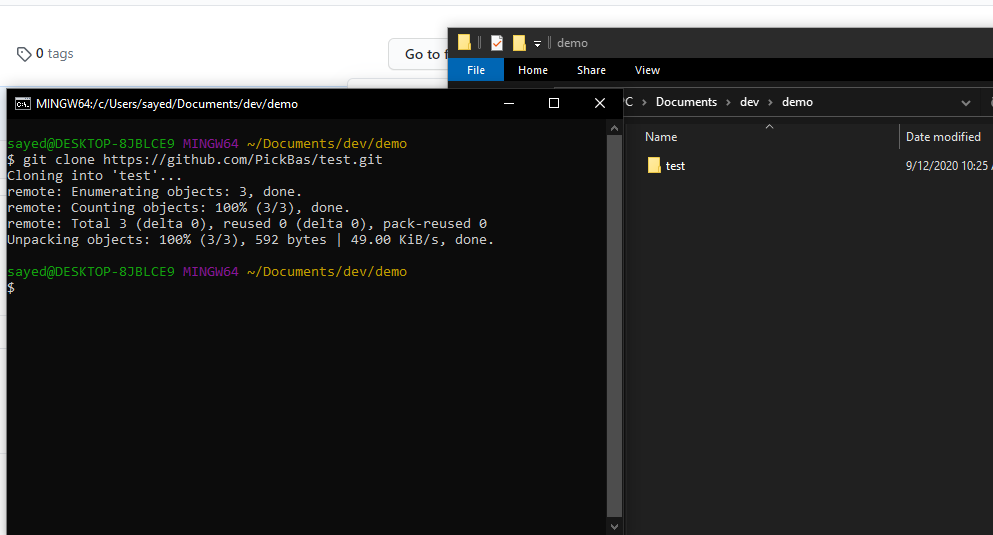 0 tags
Go to f
demo
File Home Share View
MINGW64:/c/Users/sayed/Documents/dev/demo
PC > Documents > dev > demo
Name Date modified
test 9/12/2020 10:25
sayed@DESKTOP-8JBLCE9 MINGW64 ~/Documents/dev/demo
$ git clone https://github.com/PickBas/test.git
Cloning into 'test'...
remote: Enumerating objects: 3, done.
remote: Counting objects: 100% (3/3), done.
remote: Total 3 (delta 0), reused 0 (delta 0), pack-reused 0
Unpacking objects: 100% (3/3), 592 bytes | 49.00 KiB/s, done.
sayed@DESKTOP-8JBLCE9 MINGW64 ~/Documents/dev/demo
$